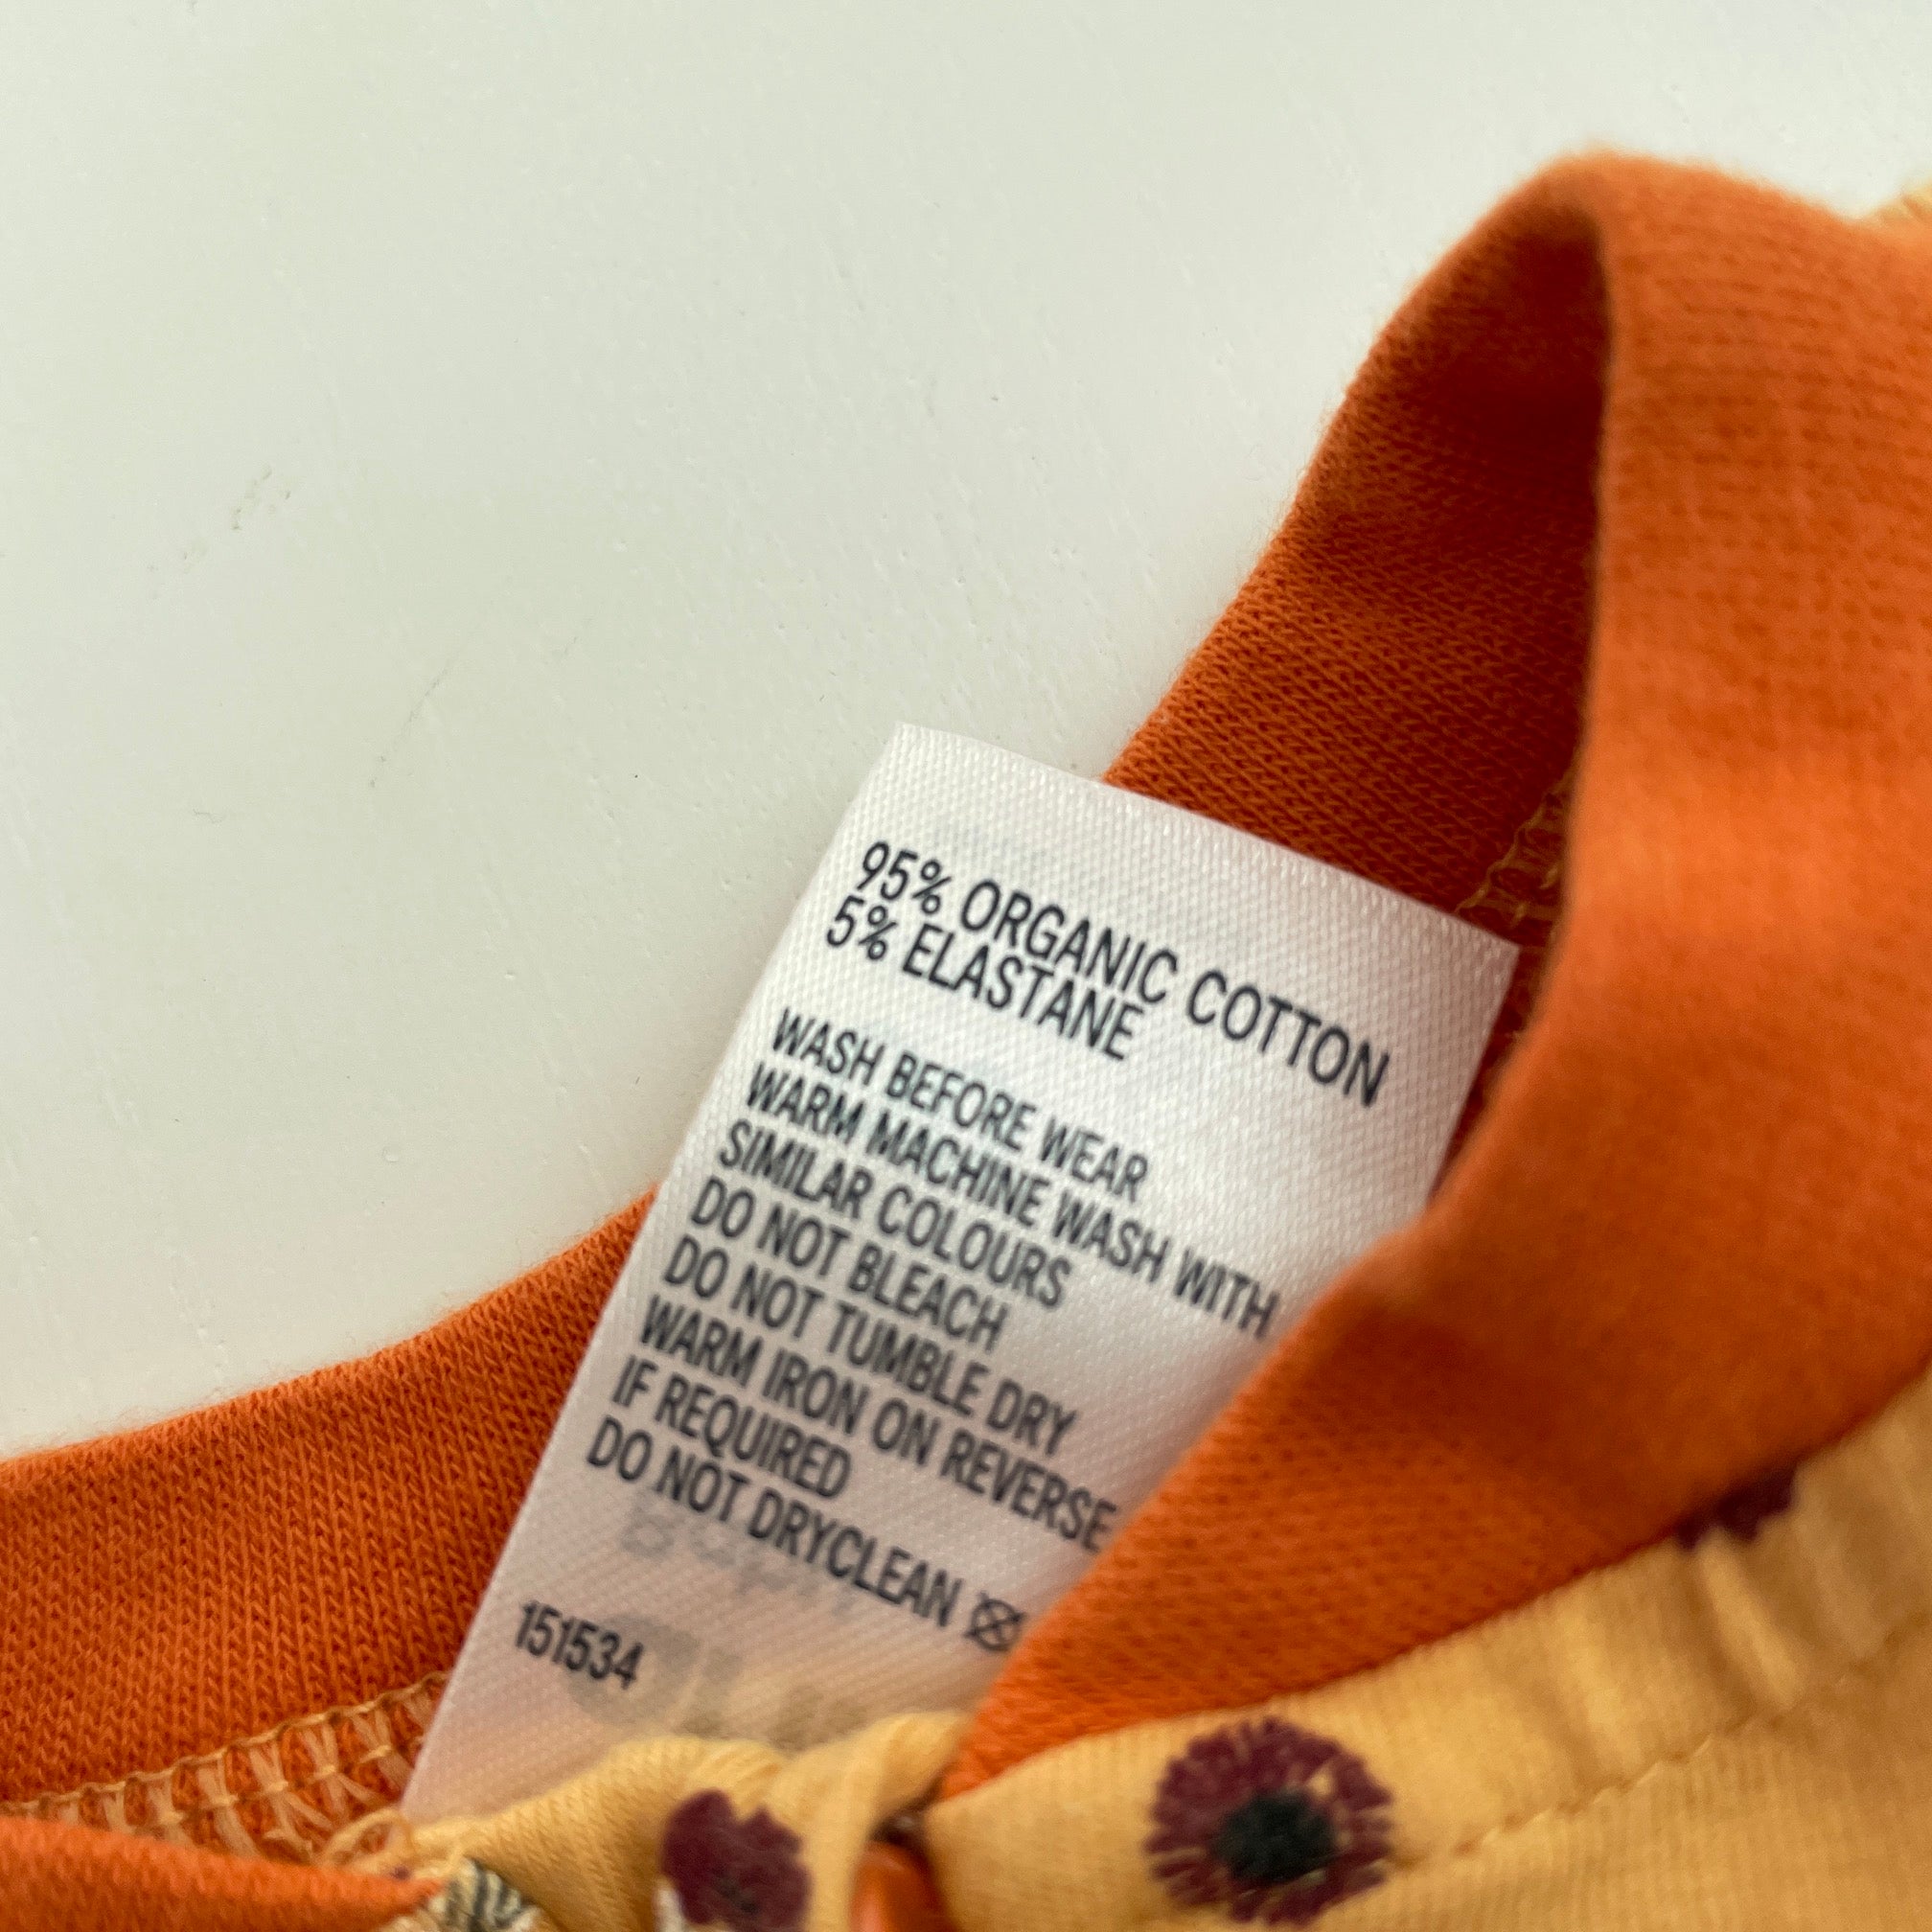 95% ORGANIC COTTON
5% ELASTANE
WASH BEFORE WEAR
WARM MACHINE WASH WITH
SIMILAR COLOURS
DO NOT BLEACH
DO NOT TUMBLE DRY
WARM IRON ON REVERSE
IF REQUIRED
DO NOT DRYCLEAN
151534